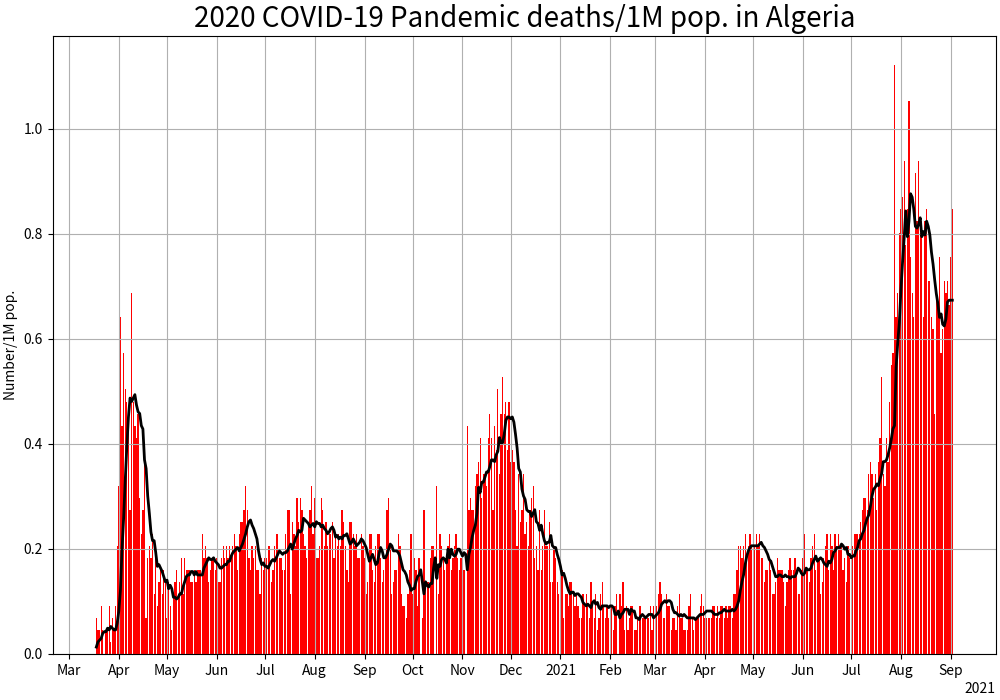 2020 COVID-19 Pandemic deaths/1M pop. in Algeria
Number/1M pop.
1.0
0.8
0.6
0.4
0.2
0.0
Mar Apr May Jun Jul Aug Sep Oct Nov Dec 2021 Feb Mar Apr May Jun Jul Aug Sep
2021